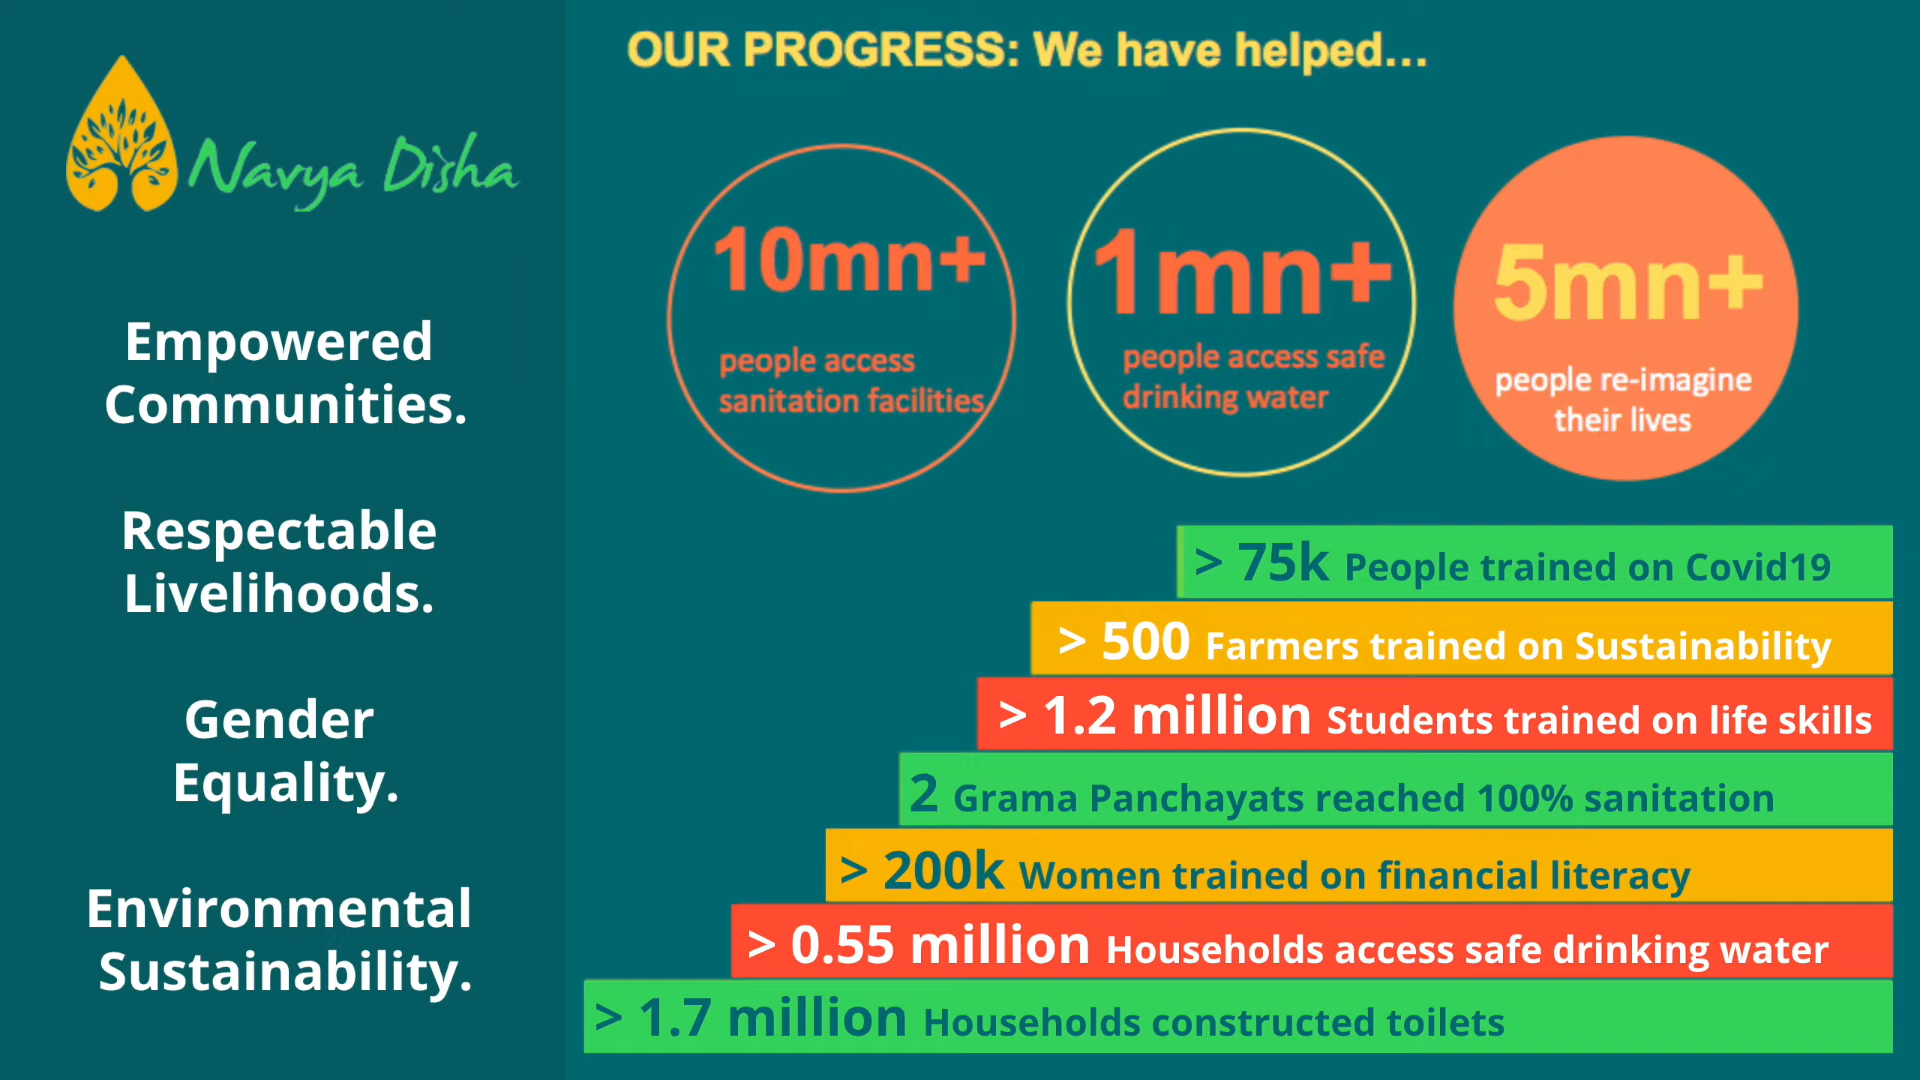 Navya Disha
Empowered
Communities.
Respectable
Livelihoods.
Gender
Equality.
Environmental
Sustainability.
OUR PROGRESS: We have helped...
10mn+
people access
sanitation facilities
1mn+
people access safe
drinking water
5mn+
people re-imagine
their lives
> 75k People trained on Covid19
> 500 Farmers trained on Sustainability
> 1.2 million Students trained on life skills
2 Grama Panchayats reached 100% sanitation
> 200k Women trained on financial literacy
> 0.55 million Households access safe drinking water
> 1.7 million Households constructed toilets